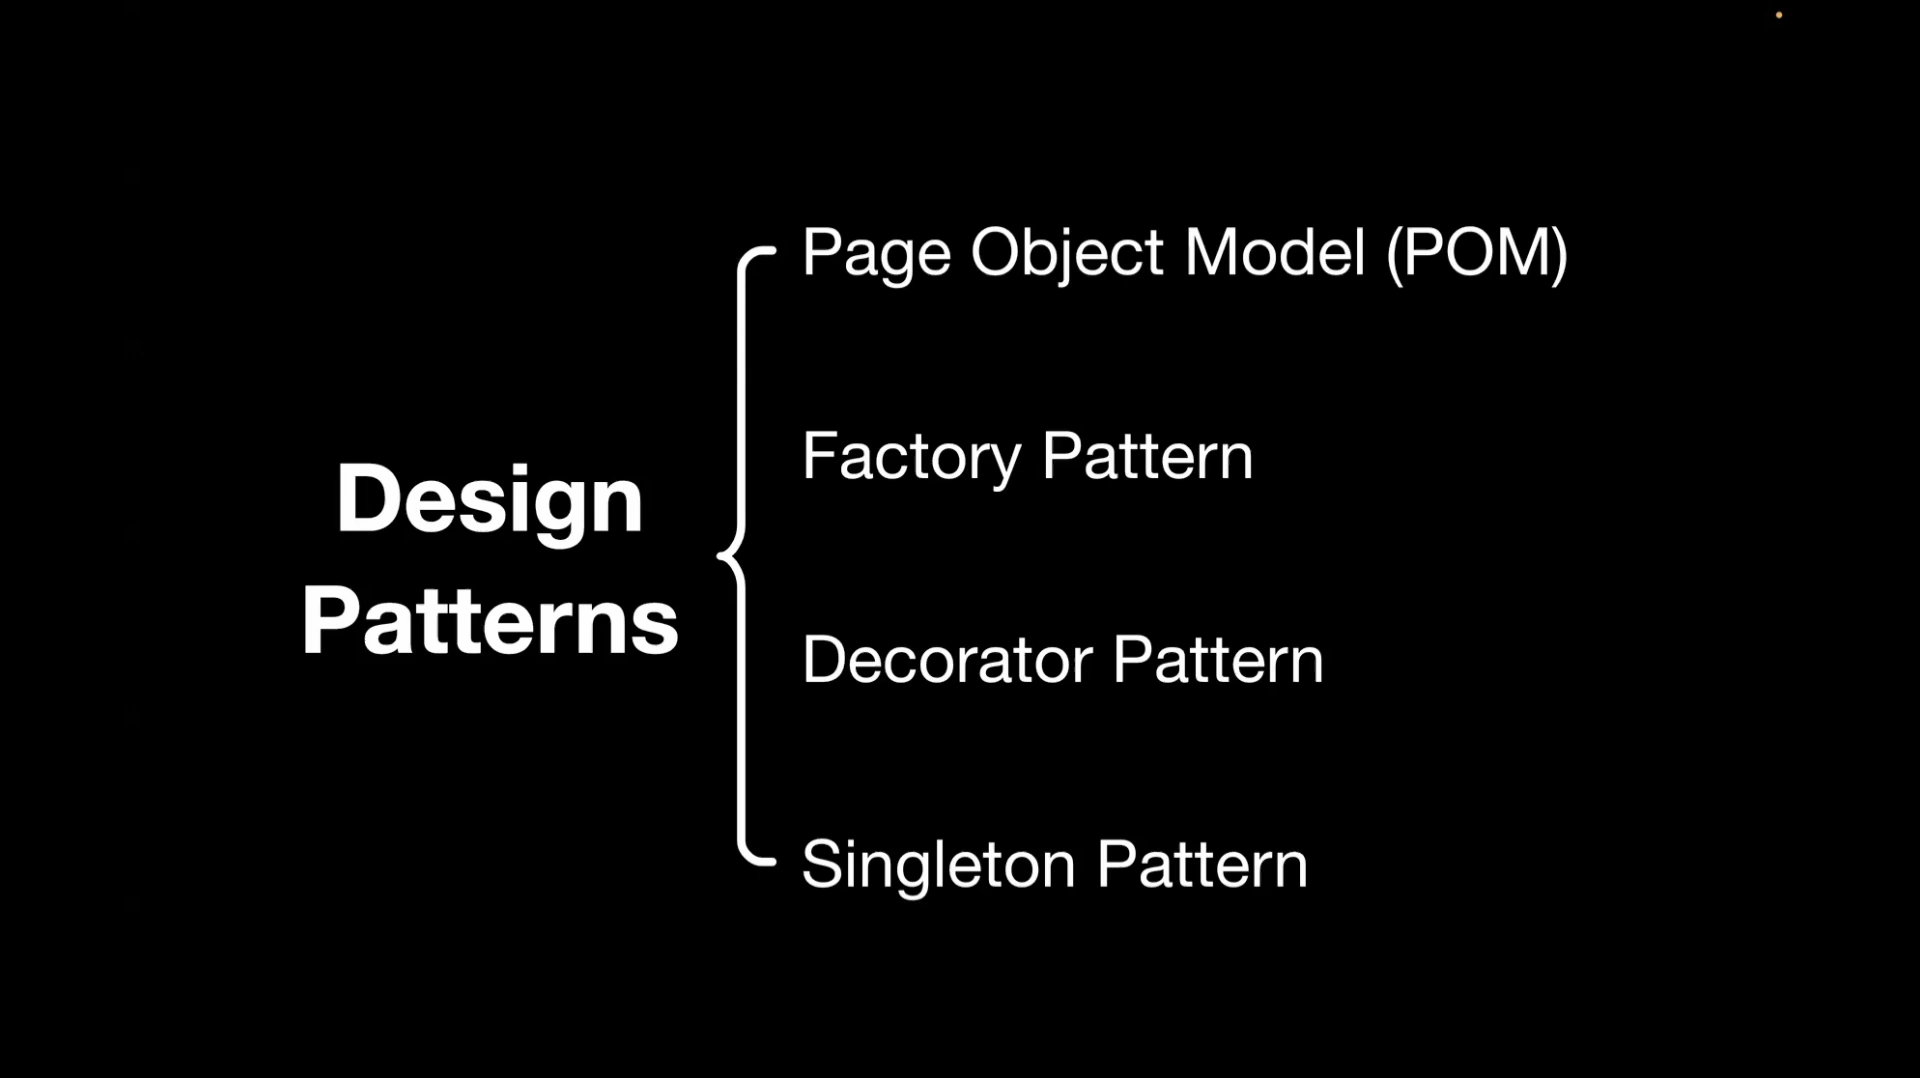 Design
Patterns
Page Object Model (POM)
Factory Pattern
Decorator Pattern
Singleton Pattern